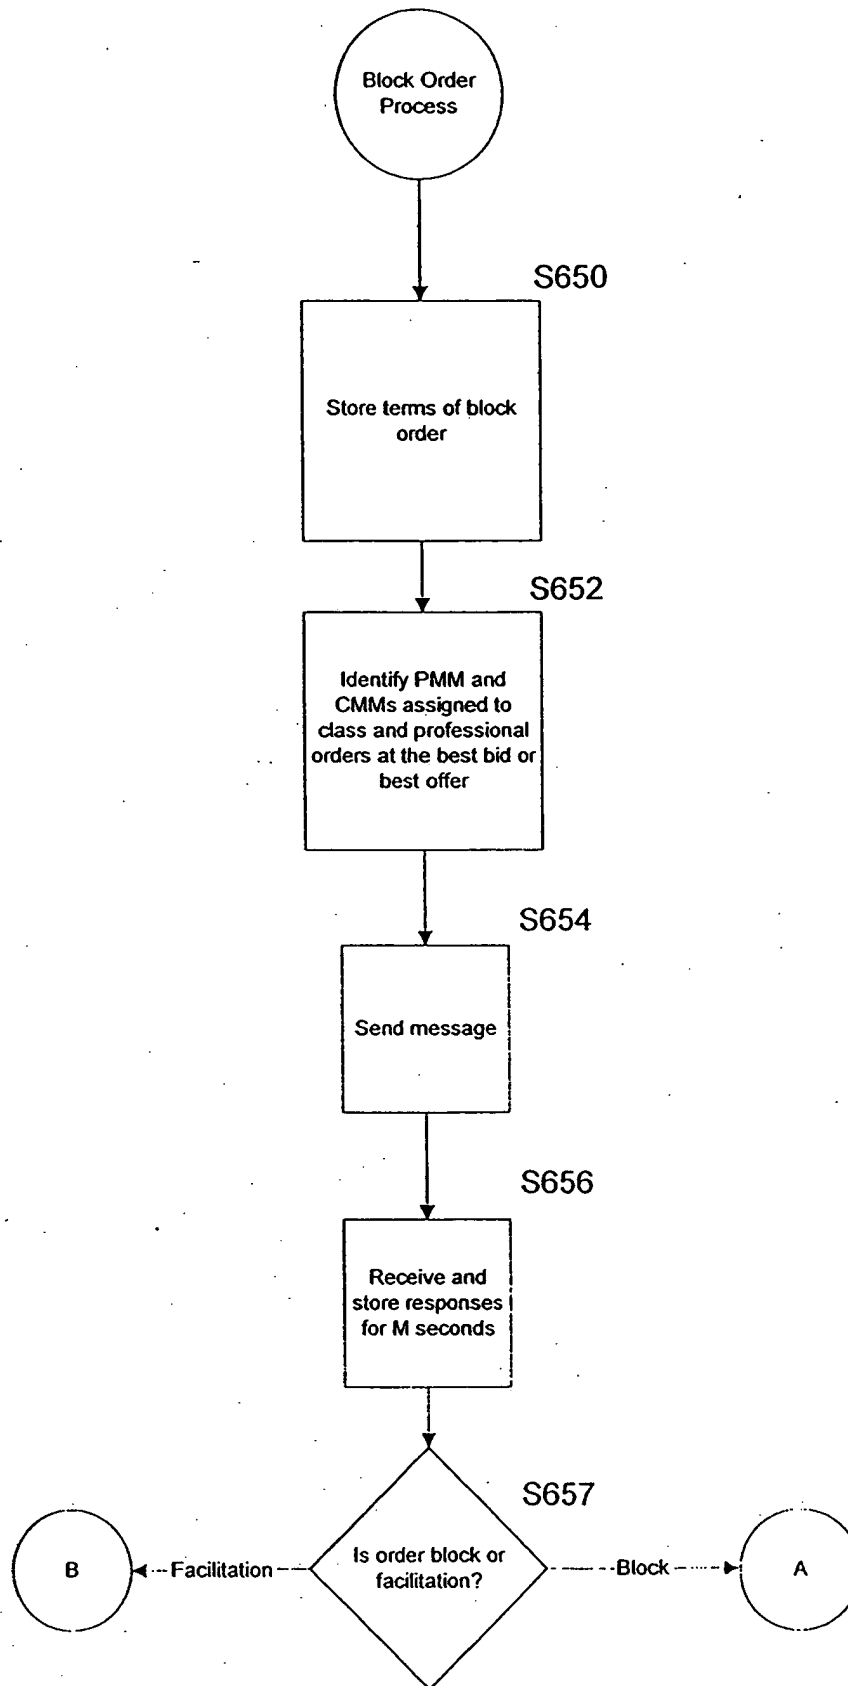 Block Order
Process
S650
Store terms of block
order
S652
Identify PMM and
CMMs assigned to
class and professional
orders at the best bid or
best offer
S654
Send message
S656
Receive and
store responses
for M seconds
S657
B
Facilitation
Is order block or
facilitation?
Block
A